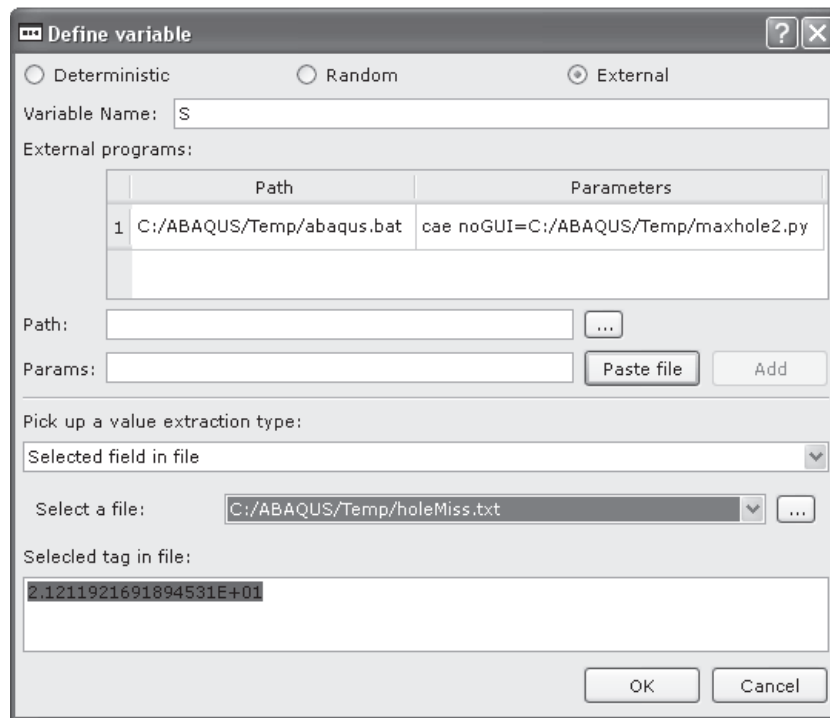 Define variable
Deterministic Random External
Variable Name: S
External programs:
Path Parameters
1 C:/ABAQUS/Temp/abaqus.bat cae noGUI=C:/ABAQUS/Temp/maxhole2.py
Path: ...
Params: Paste file Add
Pick up a value extraction type:
Selected field in file
Select a file: C:/ABAQUS/Temp/holeMiss.txt ...
Selecled tag in file:
2.1211921691894531E+01
OK Cancel